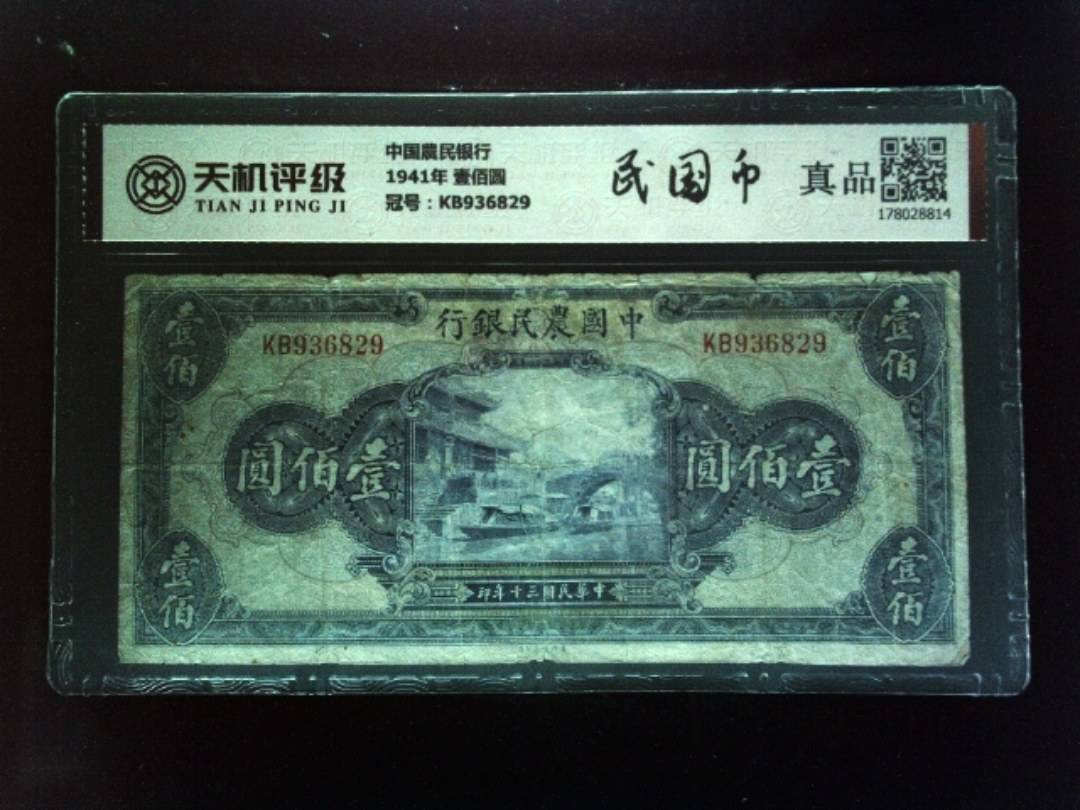 天机评级
TIAN JI PING JI
中国農民银行
1941年 壹佰圆
冠号：KB936829
民国币
真品
178028814
行銀民農國中
KB936829
KB936829
壹佰
壹佰
圓佰壹
圓佰壹
壹佰
壹佰
印年十三國民華中